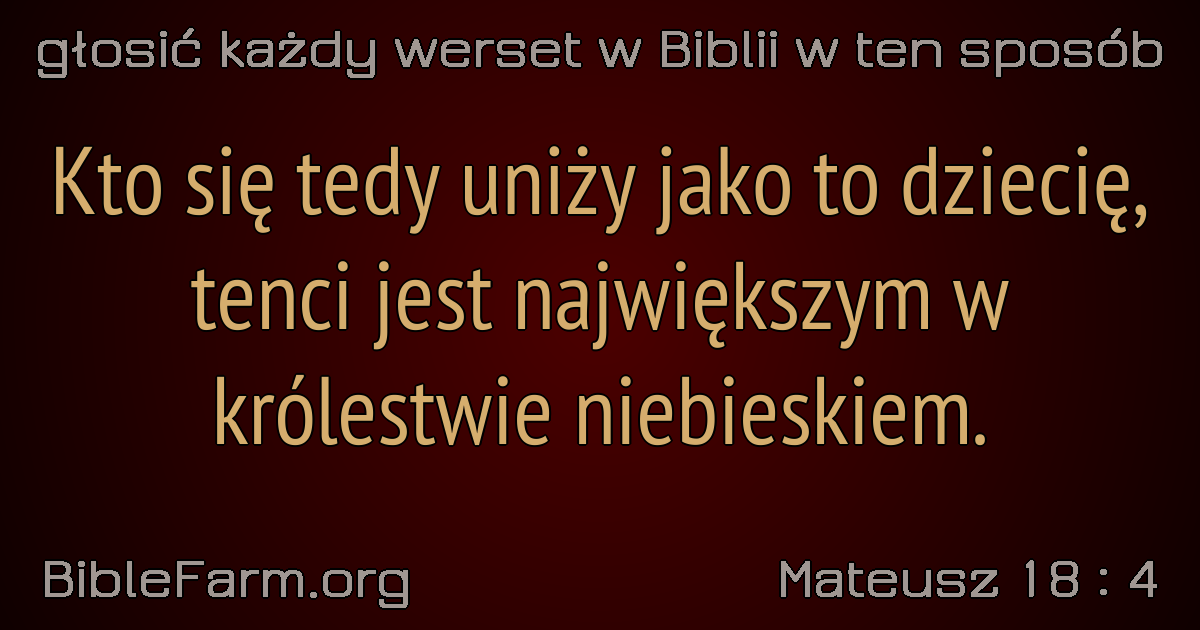 głosić każdy werset w Biblii w ten sposób
Kto się tedy uniży jako to dziecię,
tenci jest największym w
królestwie niebieskiem.
BibleFarm.org
Mateusz 18 : 4